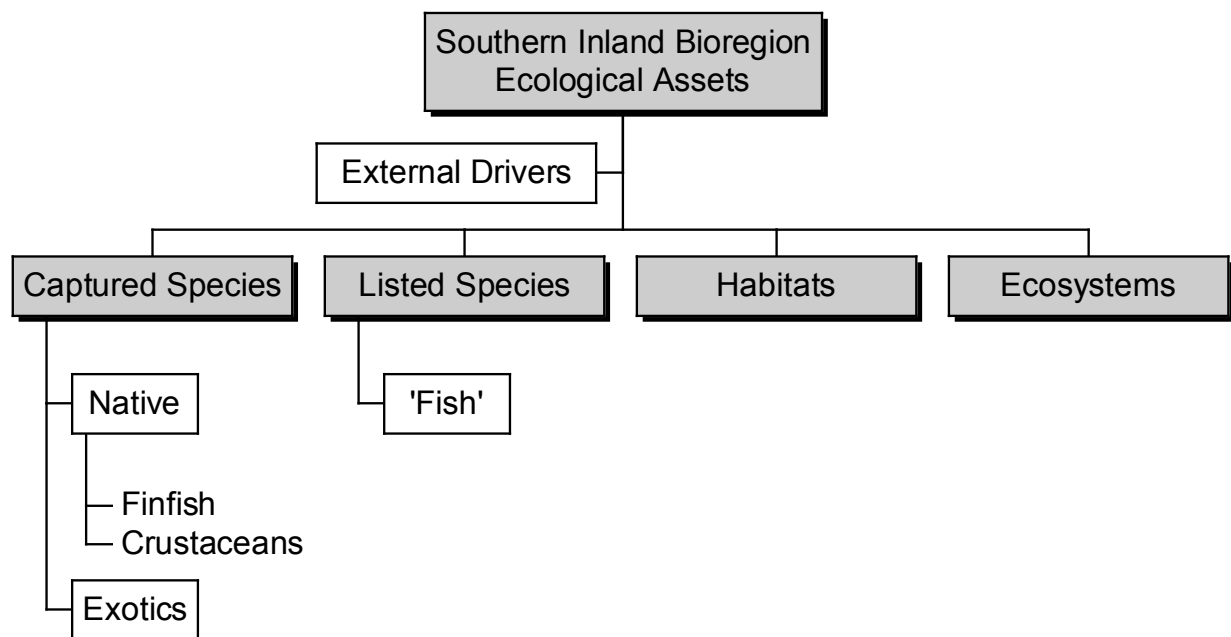 Southern Inland Bioregion
Ecological Assets
External Drivers
Captured Species
Listed Species
Habitats
Ecosystems
Native
'Fish'
Finfish
Crustaceans
Exotics